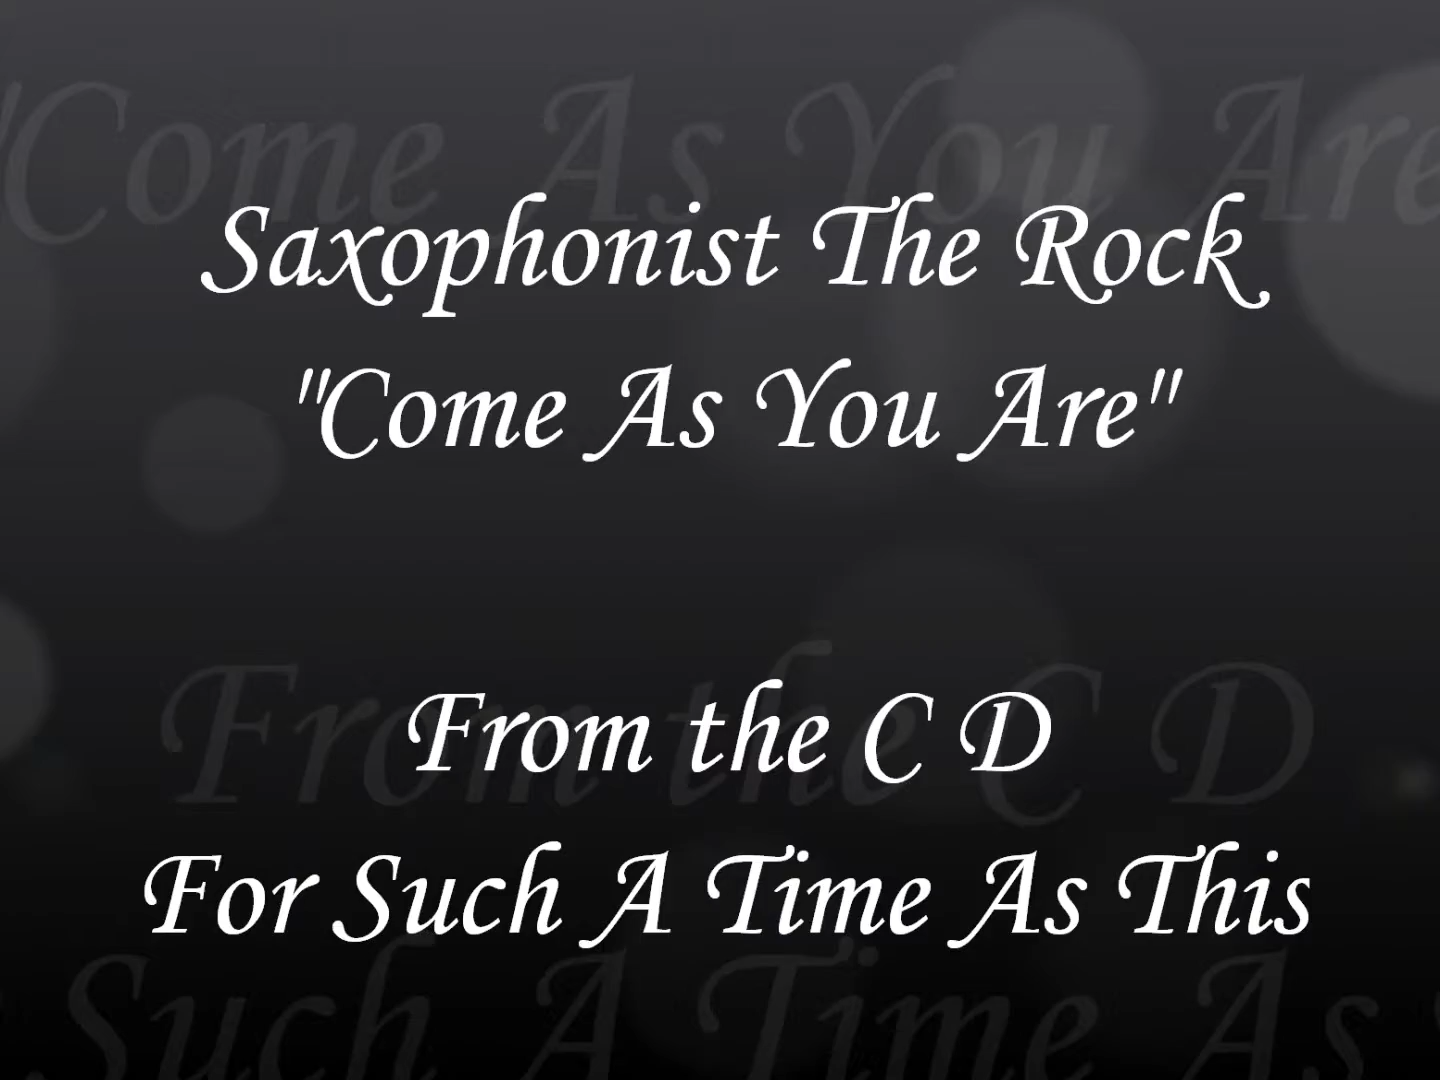 Saxophonist The Rock
"Come As You Are"
From the C D
For Such A Time As This